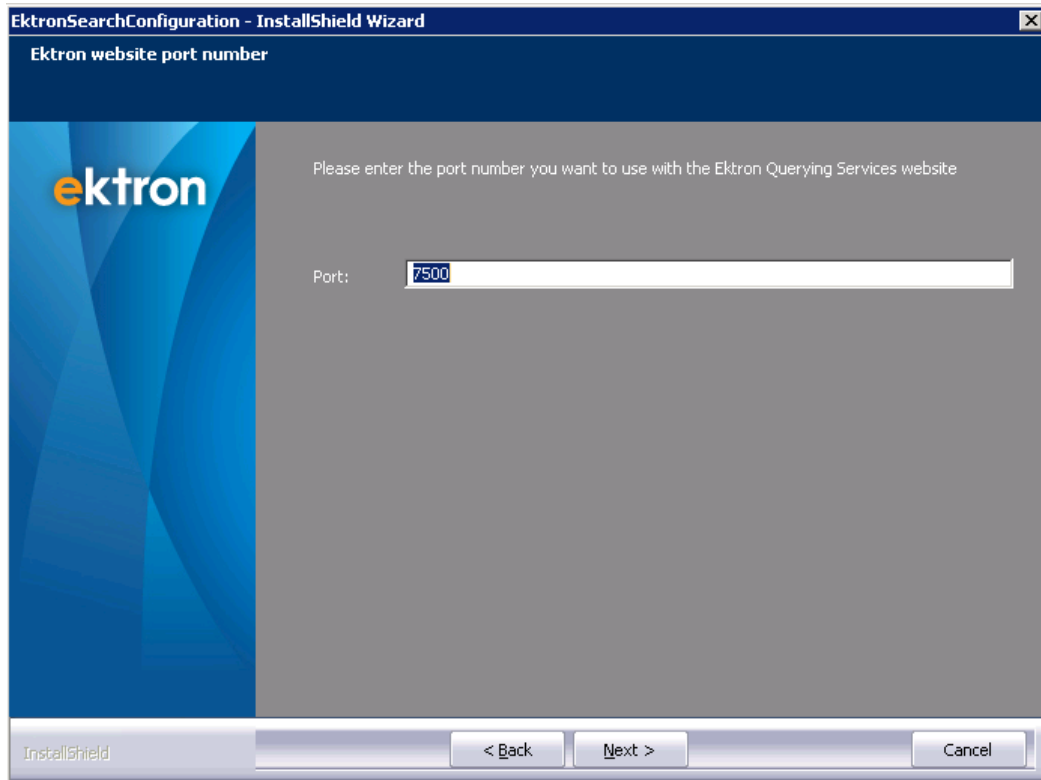 EktronSearchConfiguration - InstallShield Wizard
Ektron website port number
ektron
Please enter the port number you want to use with the Ektron Querying Services website
Port: 7500
InstallShield
< Back Next > Cancel